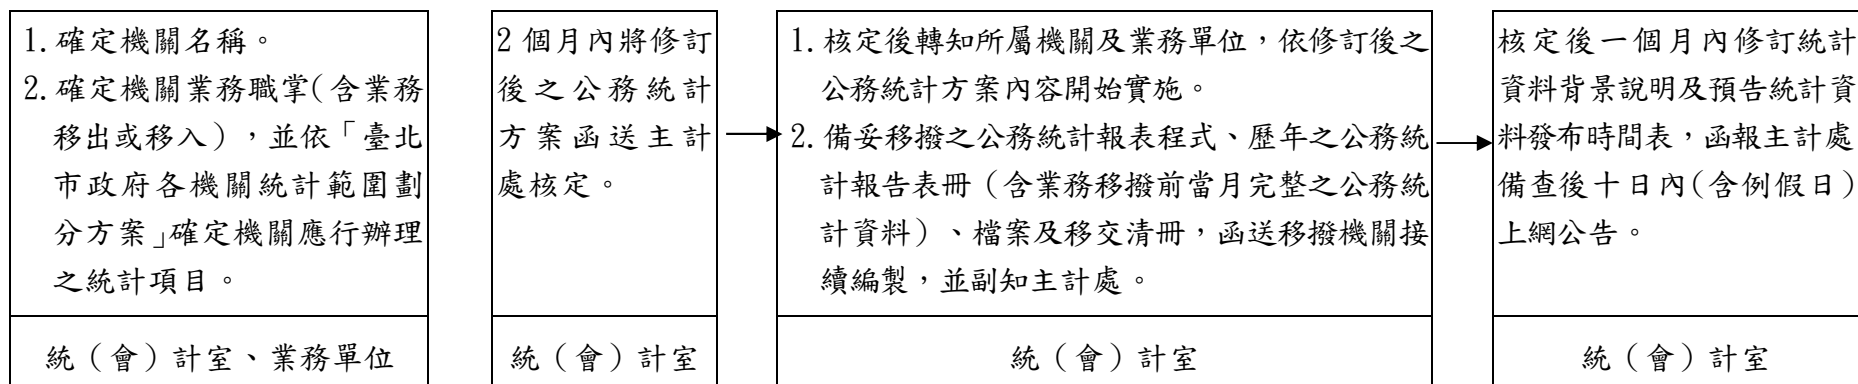 1.確定機關名稱。
2.確定機關業務職掌(含業務
移出或移入),並依「臺北
市政府各機關統計範圍劃
分方案」確定機關應行辦理
之統計項目。
統(會)計室、業務單位
2個月內將修訂
後之公務統計
方案函送主計
處核定。
統(會)計室
1.核定後轉知所屬機關及業務單位,依修訂後之
公務統計方案內容開始實施。
2.備妥移撥之公務統計報表程式、歷年之公務統
計報告表冊(含業務移撥前當月完整之公務統
計資料)、檔案及移交清冊,函送移撥機關接
續編製,並副知主計處。
統(會)計室
核定後一個月內修訂統計
資料背景說明及預告統計資
料發布時間表,函報主計處
備查後十日內(含例假日)
上網公告。
統(會)計室